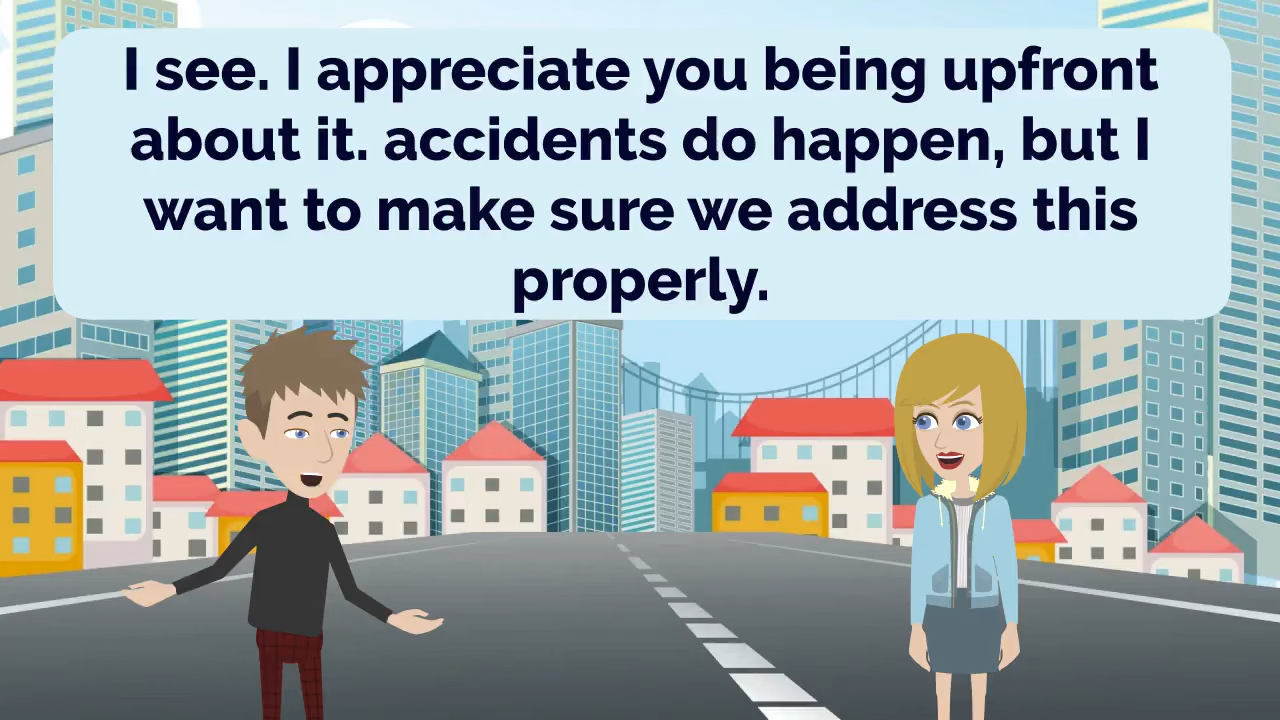 I see. I appreciate you being upfront
about it. accidents do happen, but I
want to make sure we address this
properly.